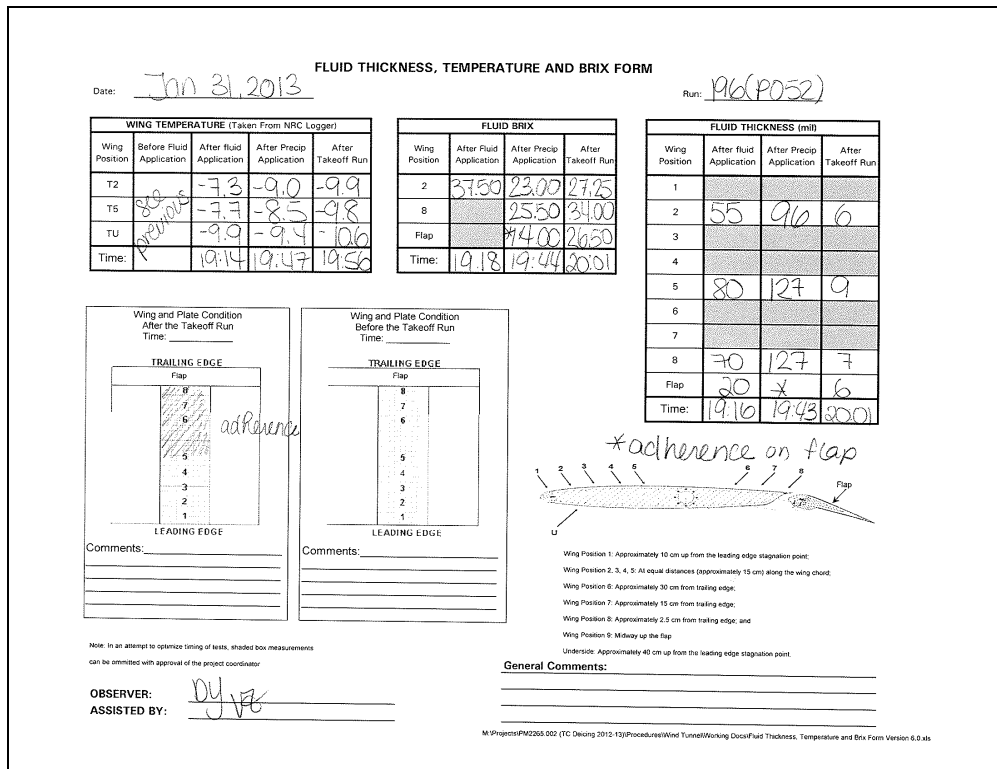 FLUID THICKNESS, TEMPERATURE AND BRIX FORM
Date: Jan 31, 2013
Run: 196 (P052)
WING TEMPERATURE (Taken From NRC Logger)
Wing Position Before Fluid Application After fluid Application After Precip Application After Takeoff Run
T2 see previous -7.3 -9.0 -9.9
T5 -7.7 -8.5 -9.8
TU -9.9 -9.4 -10.6
Time: 19:14 19:47 19:56
FLUID BRIX
Wing Position After Fluid Application After Precip Application After Takeoff Run
2 37.50 23.00 27.25
8 25.50 34.00
Flap *14.00 26.50
Time: 19.18 19:44 20:01
FLUID THICKNESS (mil)
Wing Position After fluid Application After Precip Application After Takeoff Run
1
2 55 96 6
3
4
5 80 127 9
6
7
8 70 127 7
Flap 20 * 6
Time: 19:16 19:43 20:01
*adherence on flap
Wing and Plate Condition
After the Takeoff Run
Time:
TRAILING EDGE
Flap
8
7
6 adherence
5
4
3
2
1
LEADING EDGE
Comments:
Wing and Plate Condition
Before the Takeoff Run
Time:
TRAILING EDGE
Flap
8
7
6
5
4
3
2
1
LEADING EDGE
Comments:
1 2 3 4 5 6 7 8 Flap
U
Wing Position 1: Approximately 10 cm up from the leading edge stagnation point;
Wing Position 2, 3, 4, 5: At equal distances (approximately 15 cm) along the wing chord;
Wing Position 6: Approximately 30 cm from trailing edge;
Wing Position 7: Approximately 15 cm from trailing edge;
Wing Position 8: Approximately 2.5 cm from trailing edge; and
Wing Position 9: Midway up the flap
Underside: Approximately 40 cm up from the leading edge stagnation point.
Note: In an attempt to optimize timing of tests, shaded box measurements
can be ommitted with approval of the project coordinator
General Comments:
OBSERVER: DY
ASSISTED BY:
M:\Projects\PM2265.002 (TC Deicing 2012-13)\Procedures\Wind Tunnel\Working Docs\Fluid Thickness, Temperature and Brix Form Version 6.0.xls